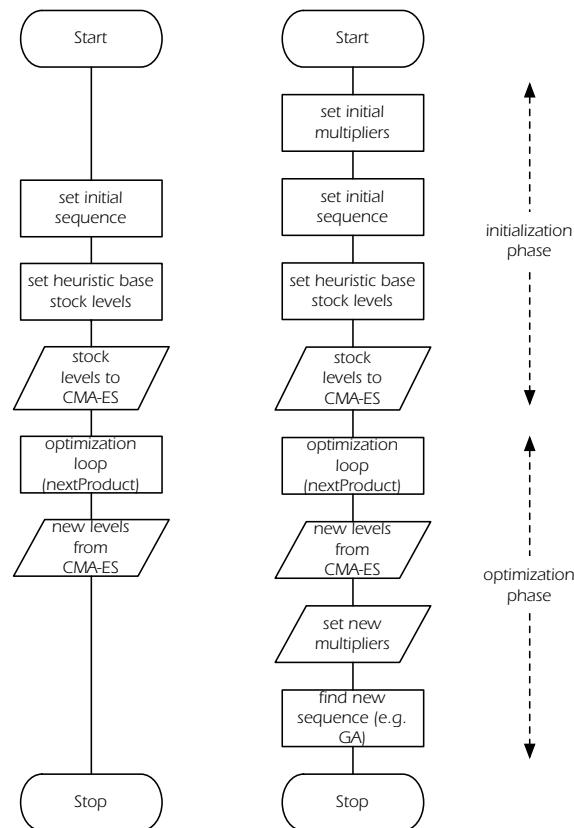 Start
set initial
sequence
set heuristic base
stock levels
stock
levels to
CMA-ES
optimization
loop
(nextProduct)
new levels
from
CMA-ES
Stop
Start
set initial
multipliers
set initial
sequence
set heuristic base
stock levels
stock
levels to
CMA-ES
optimization
loop
(nextProduct)
new levels
from
CMA-ES
set new
multipliers
find new
sequence (e.g.
GA)
Stop
initialization
phase
optimization
phase